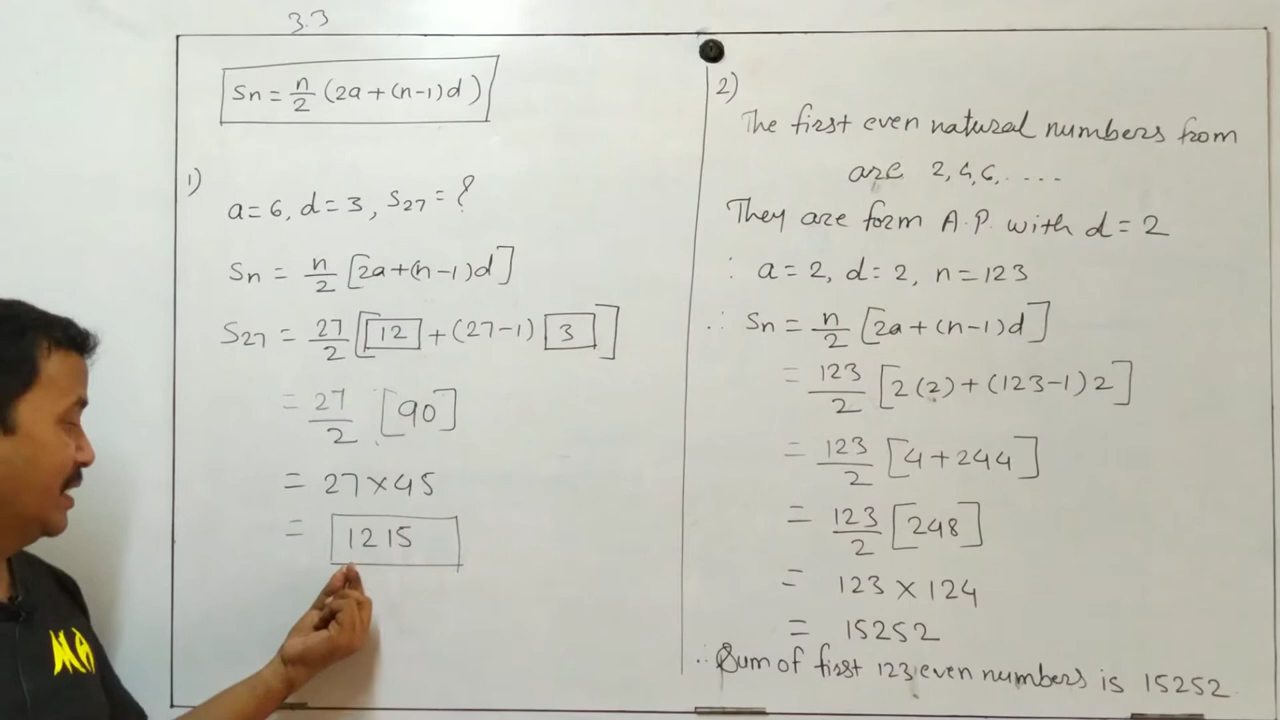 3.3
Sn = n/2 (2a+(n-1)d)
1)
a=6, d=3, S27=?
Sn = n/2 [2a+(n-1)d]
S27 = 27/2 [12 +(27-1) 3]
= 27/2 [90]
= 27×45
= 1215
2)
The first even natural numbers from
are 2,4,6,....
They are form A.P. with d=2
∴ a=2, d=2, n=123
∴ Sn = n/2 [2a+(n-1)d]
= 123/2 [2(2)+(123-1)2]
= 123/2 [4+244]
= 123/2 [248]
= 123 × 124
= 15252
∴ Sum of first 123 even numbers is 15252
MA